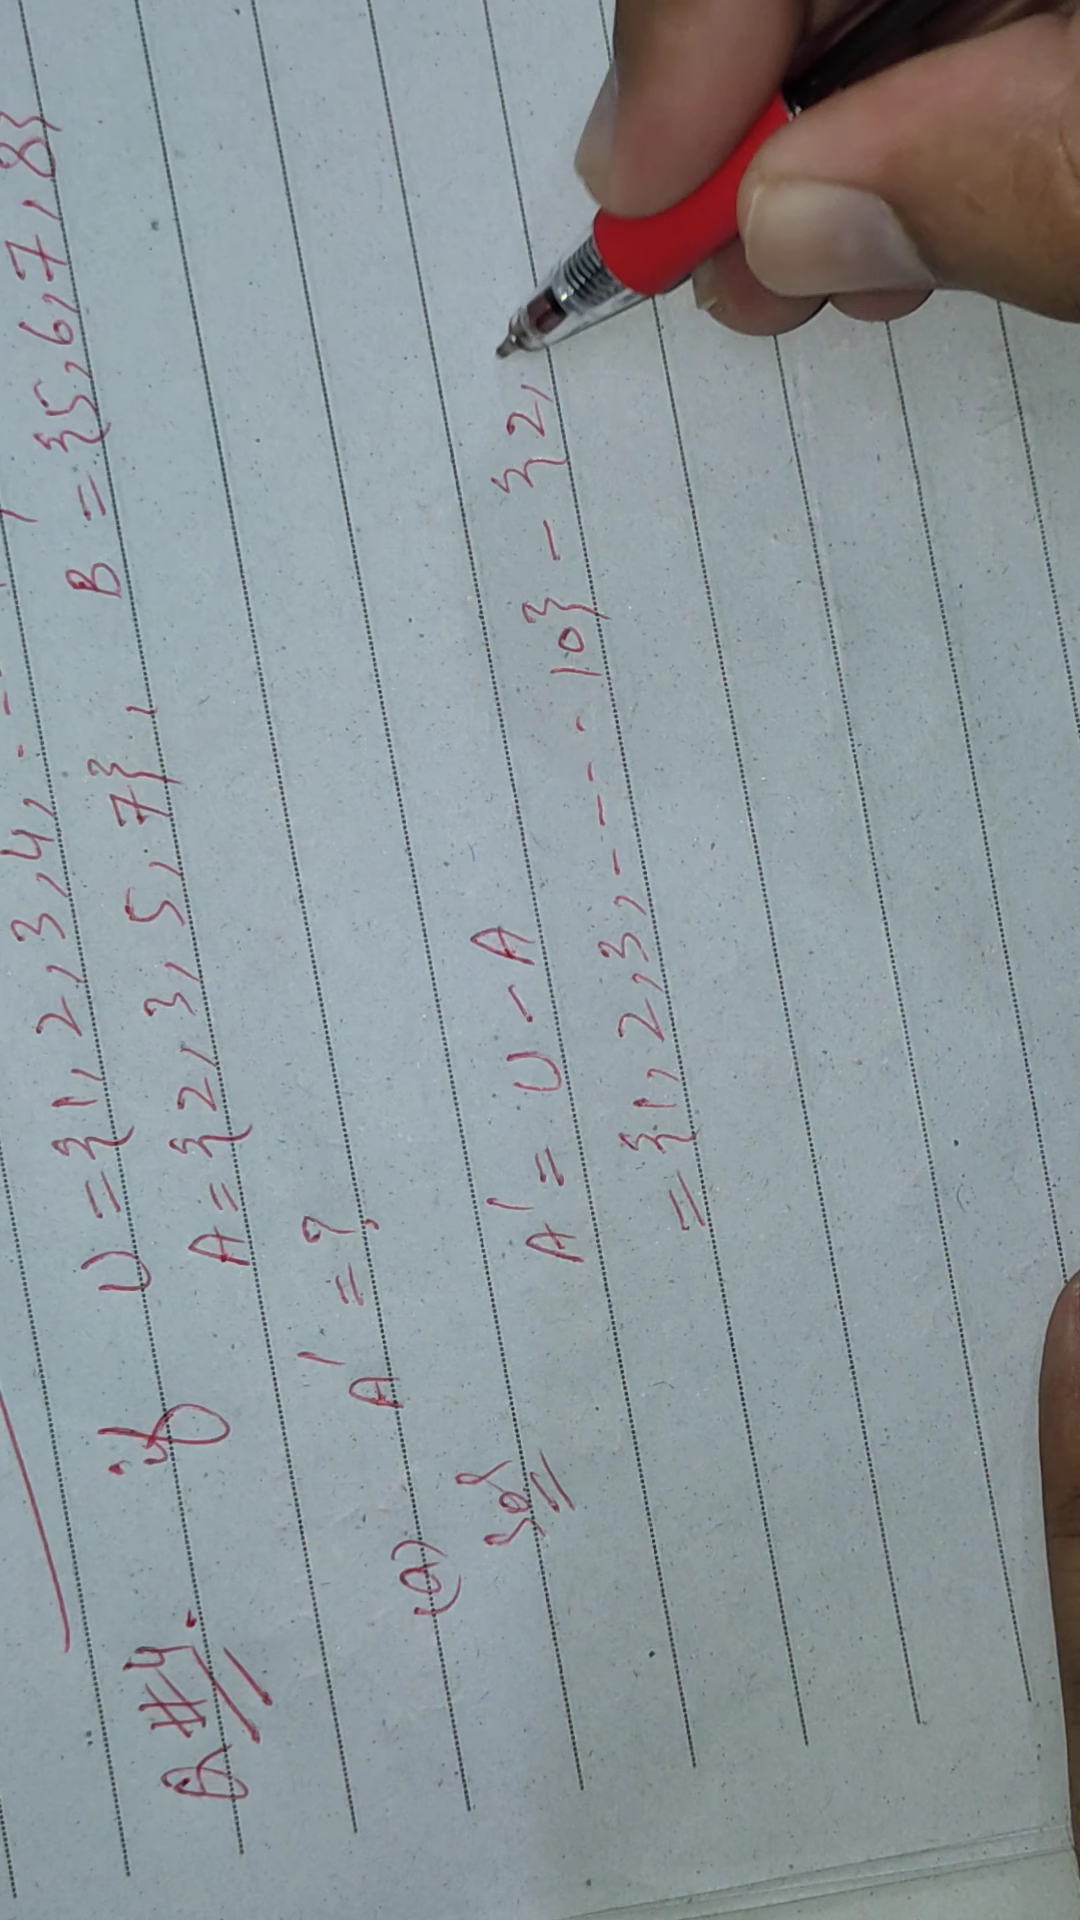 Q#4. if U = {1, 2, 3, 4, . -
A = {2, 3, 5, 7}, B = {5, 6, 7, 8}
(a) A' = ?
Sol A' = U - A
= {1, 2, 3, - - - . 10} - {2,